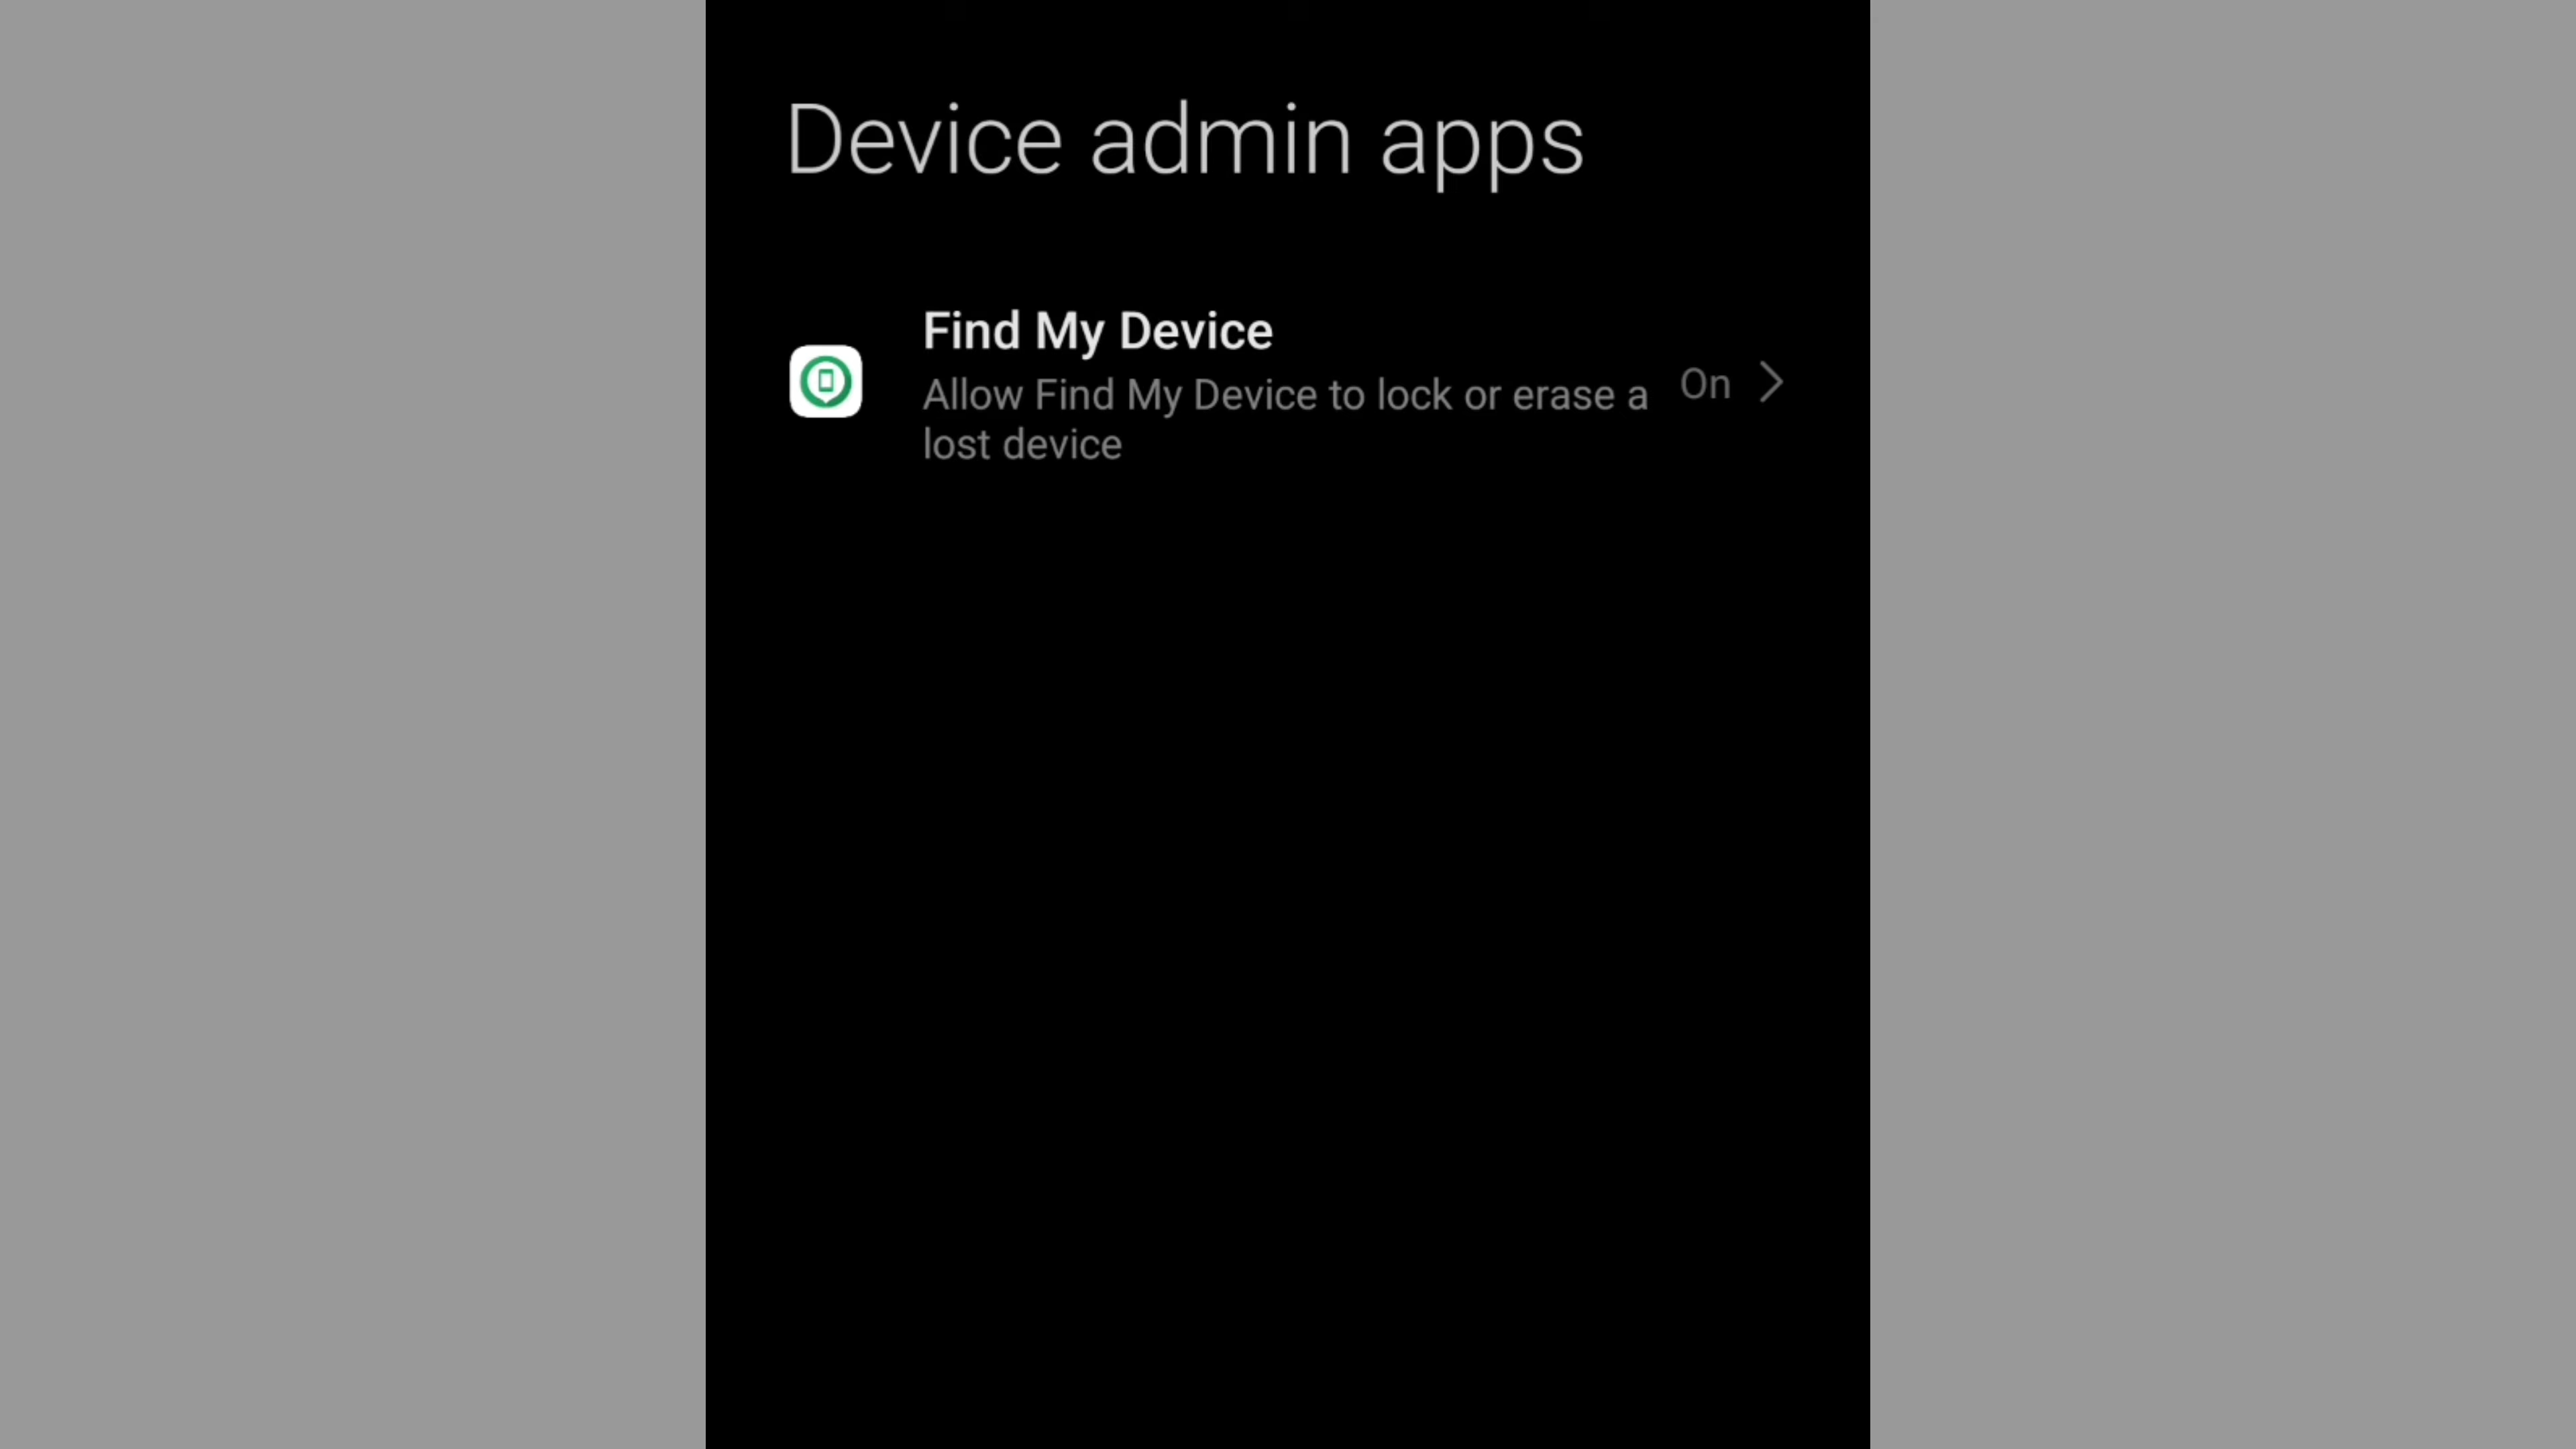 Device admin apps
Find My Device
Allow Find My Device to lock or erase a
lost device
On